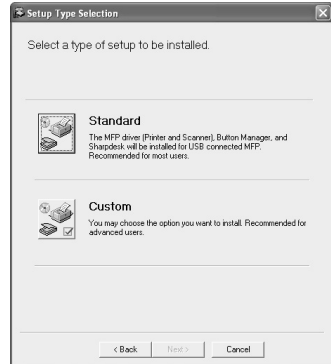 Setup Type Selection
Select a type of setup to be installed.
Standard
The MFP driver (Printer and Scanner), Button Manager, and
Sharpdesk will be installed for USB connected MFP.
Recommended for most users.
Custom
You may choose the option you want to install. Recommended for
advanced users.
< Back
Next >
Cancel